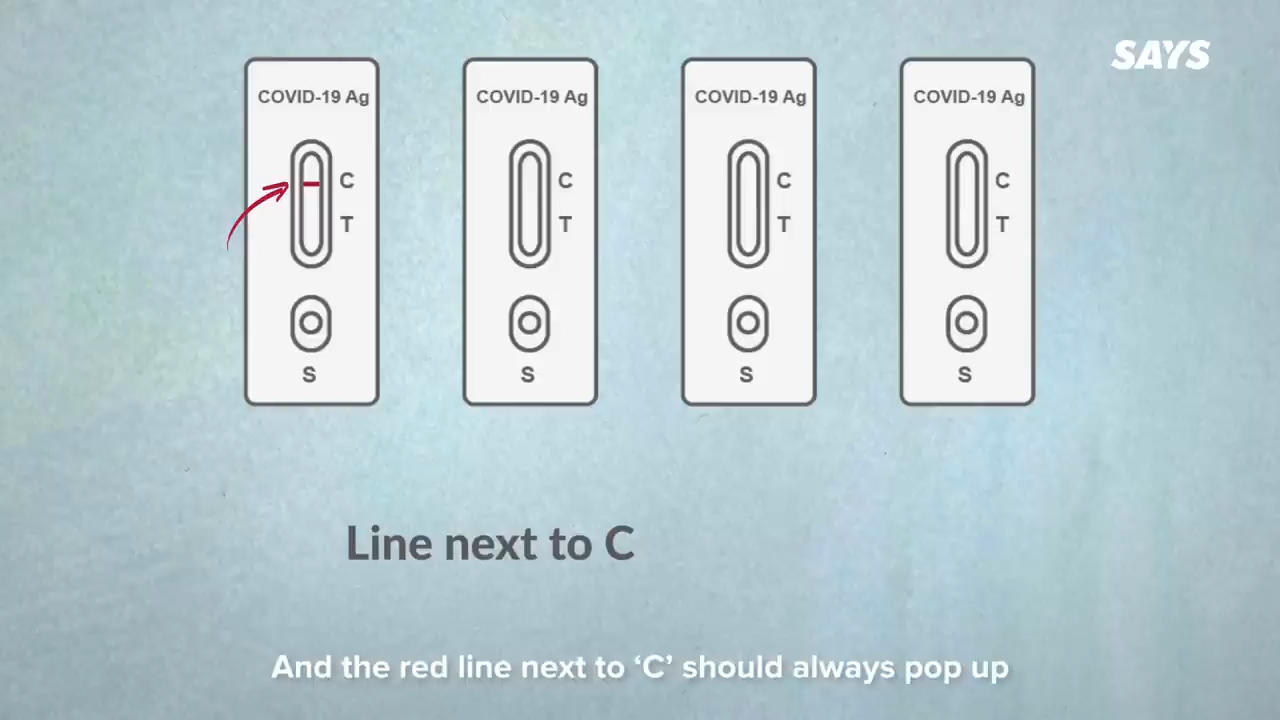 SAYS
COVID-19 Ag
C
T
S
COVID-19 Ag
C
T
S
COVID-19 Ag
C
T
S
COVID-19 Ag
C
T
S
Line next to C
And the red line next to ‘C’ should always pop up